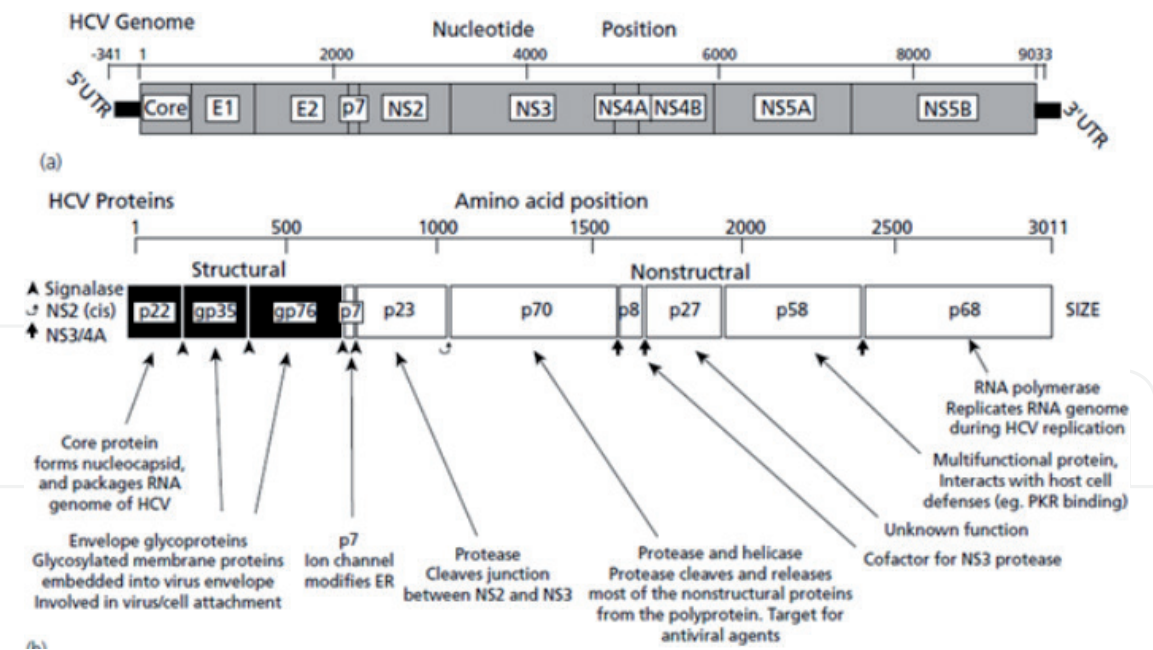 HCV Genome
Nucleotide Position
-341 1 2000 4000 6000 8000 9033
5'UTR
Core E1 E2 p7 NS2 NS3 NS4A NS4B NS5A NS5B
3'UTR
(a)
HCV Proteins
Amino acid position
1 500 1000 1500 2000 2500 3011
Structural
Nonstructral
Signalase
NS2 (cis)
NS3/4A
p22 gp35 gp76 p7 p23 p70 p8 p27 p58 p68 SIZE
RNA polymerase
Replicates RNA genome
during HCV replication
Core protein
forms nucleocapsid,
and packages RNA
genome of HCV
Multifunctional protein,
Interacts with host cell
defenses (eg. PKR binding)
Unknown function
Cofactor for NS3 protease
Envelope glycoproteins
Glycosylated membrane proteins
embedded into virus envelope
Involved in virus/cell attachment
p7
Ion channel
modifies ER
Protease
Cleaves junction
between NS2 and NS3
Protease and helicase
Protease cleaves and releases
most of the nonstructural proteins
from the polyprotein. Target for
antiviral agents